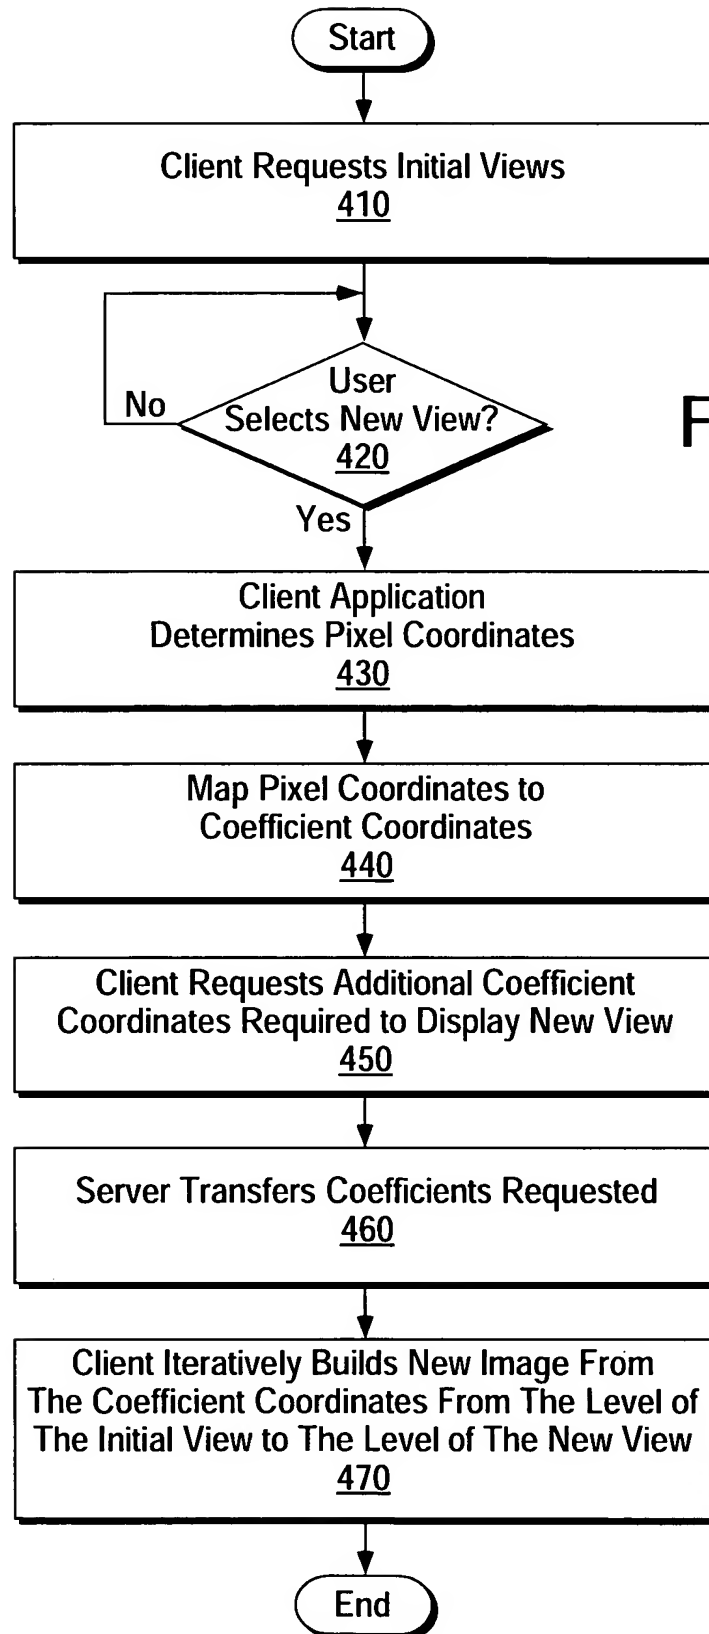 Start
Client Requests Initial Views
410
User
Selects New View?
420
No
F
Yes
Client Application
Determines Pixel Coordinates
430
Map Pixel Coordinates to
Coefficient Coordinates
440
Client Requests Additional Coefficient
Coordinates Required to Display New View
450
Server Transfers Coefficients Requested
460
Client Iteratively Builds New Image From
The Coefficient Coordinates From The Level of
The Initial View to The Level of The New View
470
End